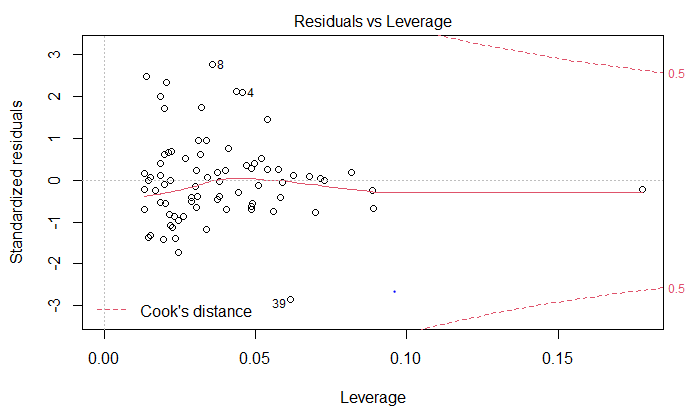 Residuals vs Leverage
Standardized residuals
3
2
1
0
-1
-2
-3
8
4
39
0.5
0.5
Cook's distance
0.00 0.05 0.10 0.15
Leverage